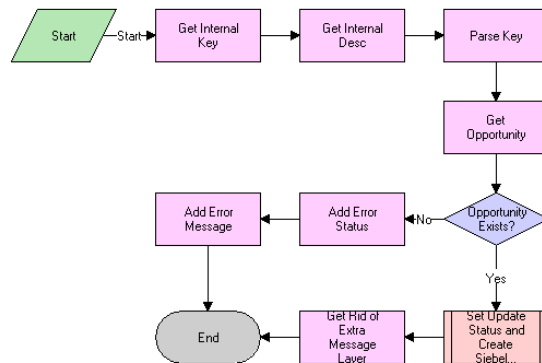 Start
Start
Get Internal
Key
Get Internal
Desc
Parse Key
Get
Opportunity
Opportunity
Exists?
No
Add Error
Status
Add Error
Message
Yes
Set Update
Status and
Create
Siebel...
Get Rid of
Extra
Message
Layer
End